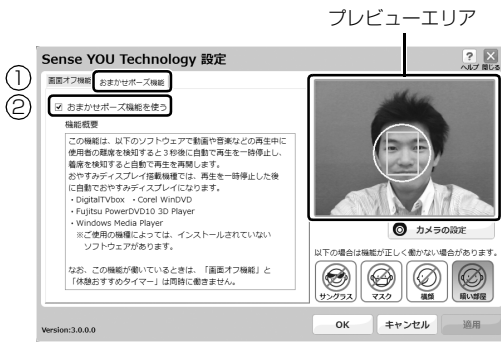 プレビューエリア
Sense YOU Technology 設定
ヘルプ 閉じる
①
画面オフ機能 おまかせポーズ機能
②
おまかせポーズ機能を使う
機能概要
この機能は、以下のソフトウェアで動画や音楽などの再生中に
使用者の離席を検知すると3秒後に自動で再生を一時停止し、
着席を検知すると自動で再生を再開します。
おやすみディスプレイ搭載機種では、再生を一時停止した後
に自動でおやすみディスプレイになります。
・DigitalTVbox ・Corel WinDVD
・Fujitsu PowerDVD10 3D Player
・Windows Media Player
※ご使用の機種によっては、インストールされていない
ソフトウェアがあります。
なお、この機能が働いているときは、「画面オフ機能」と
「休憩おすすめタイマー」は同時に働きません。
カメラの設定
以下の場合は機能が正しく働かない場合があります。
サングラス マスク 横顔 暗い部屋
Version:3.0.0.0
OK キャンセル 適用